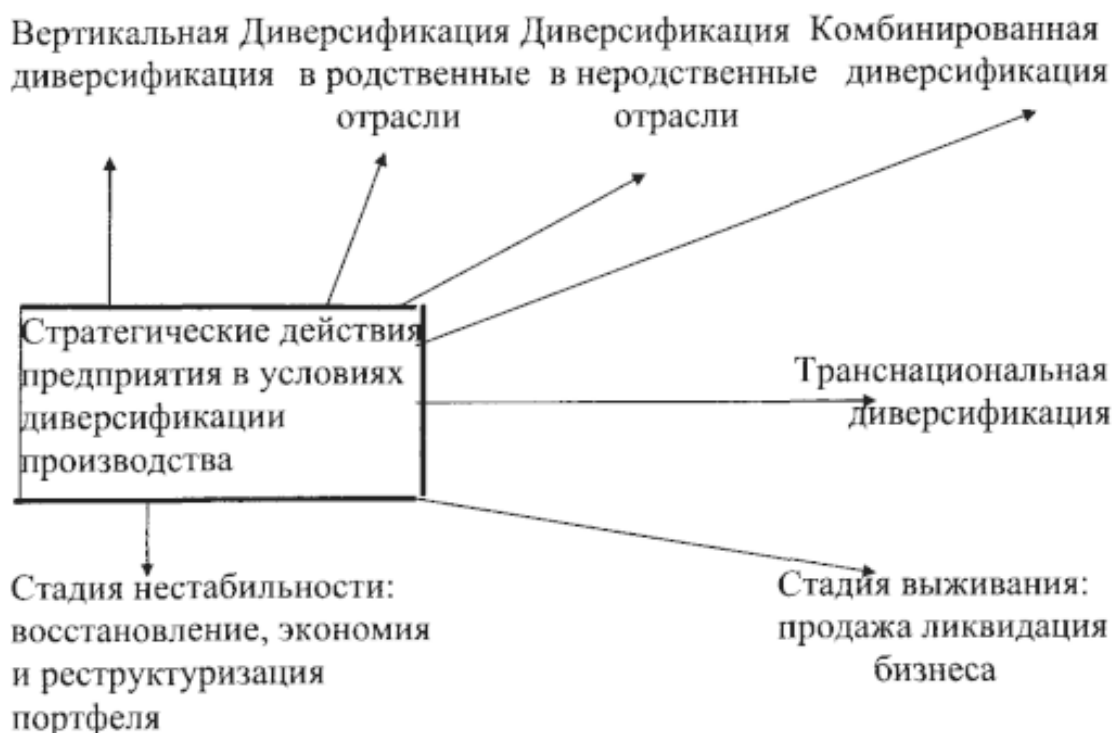 Вертикальная Диверсификация Диверсификация Комбинированная
диверсификация в родственные в неродственные диверсификация
отрасли отрасли
Стратегические действия
предприятия в условиях
диверсификации
производства
Транснациональная
диверсификация
Стадия нестабильности:
восстановление, экономия
и реструктуризация
портфеля
Стадия выживания:
продажа ликвидация
бизнеса